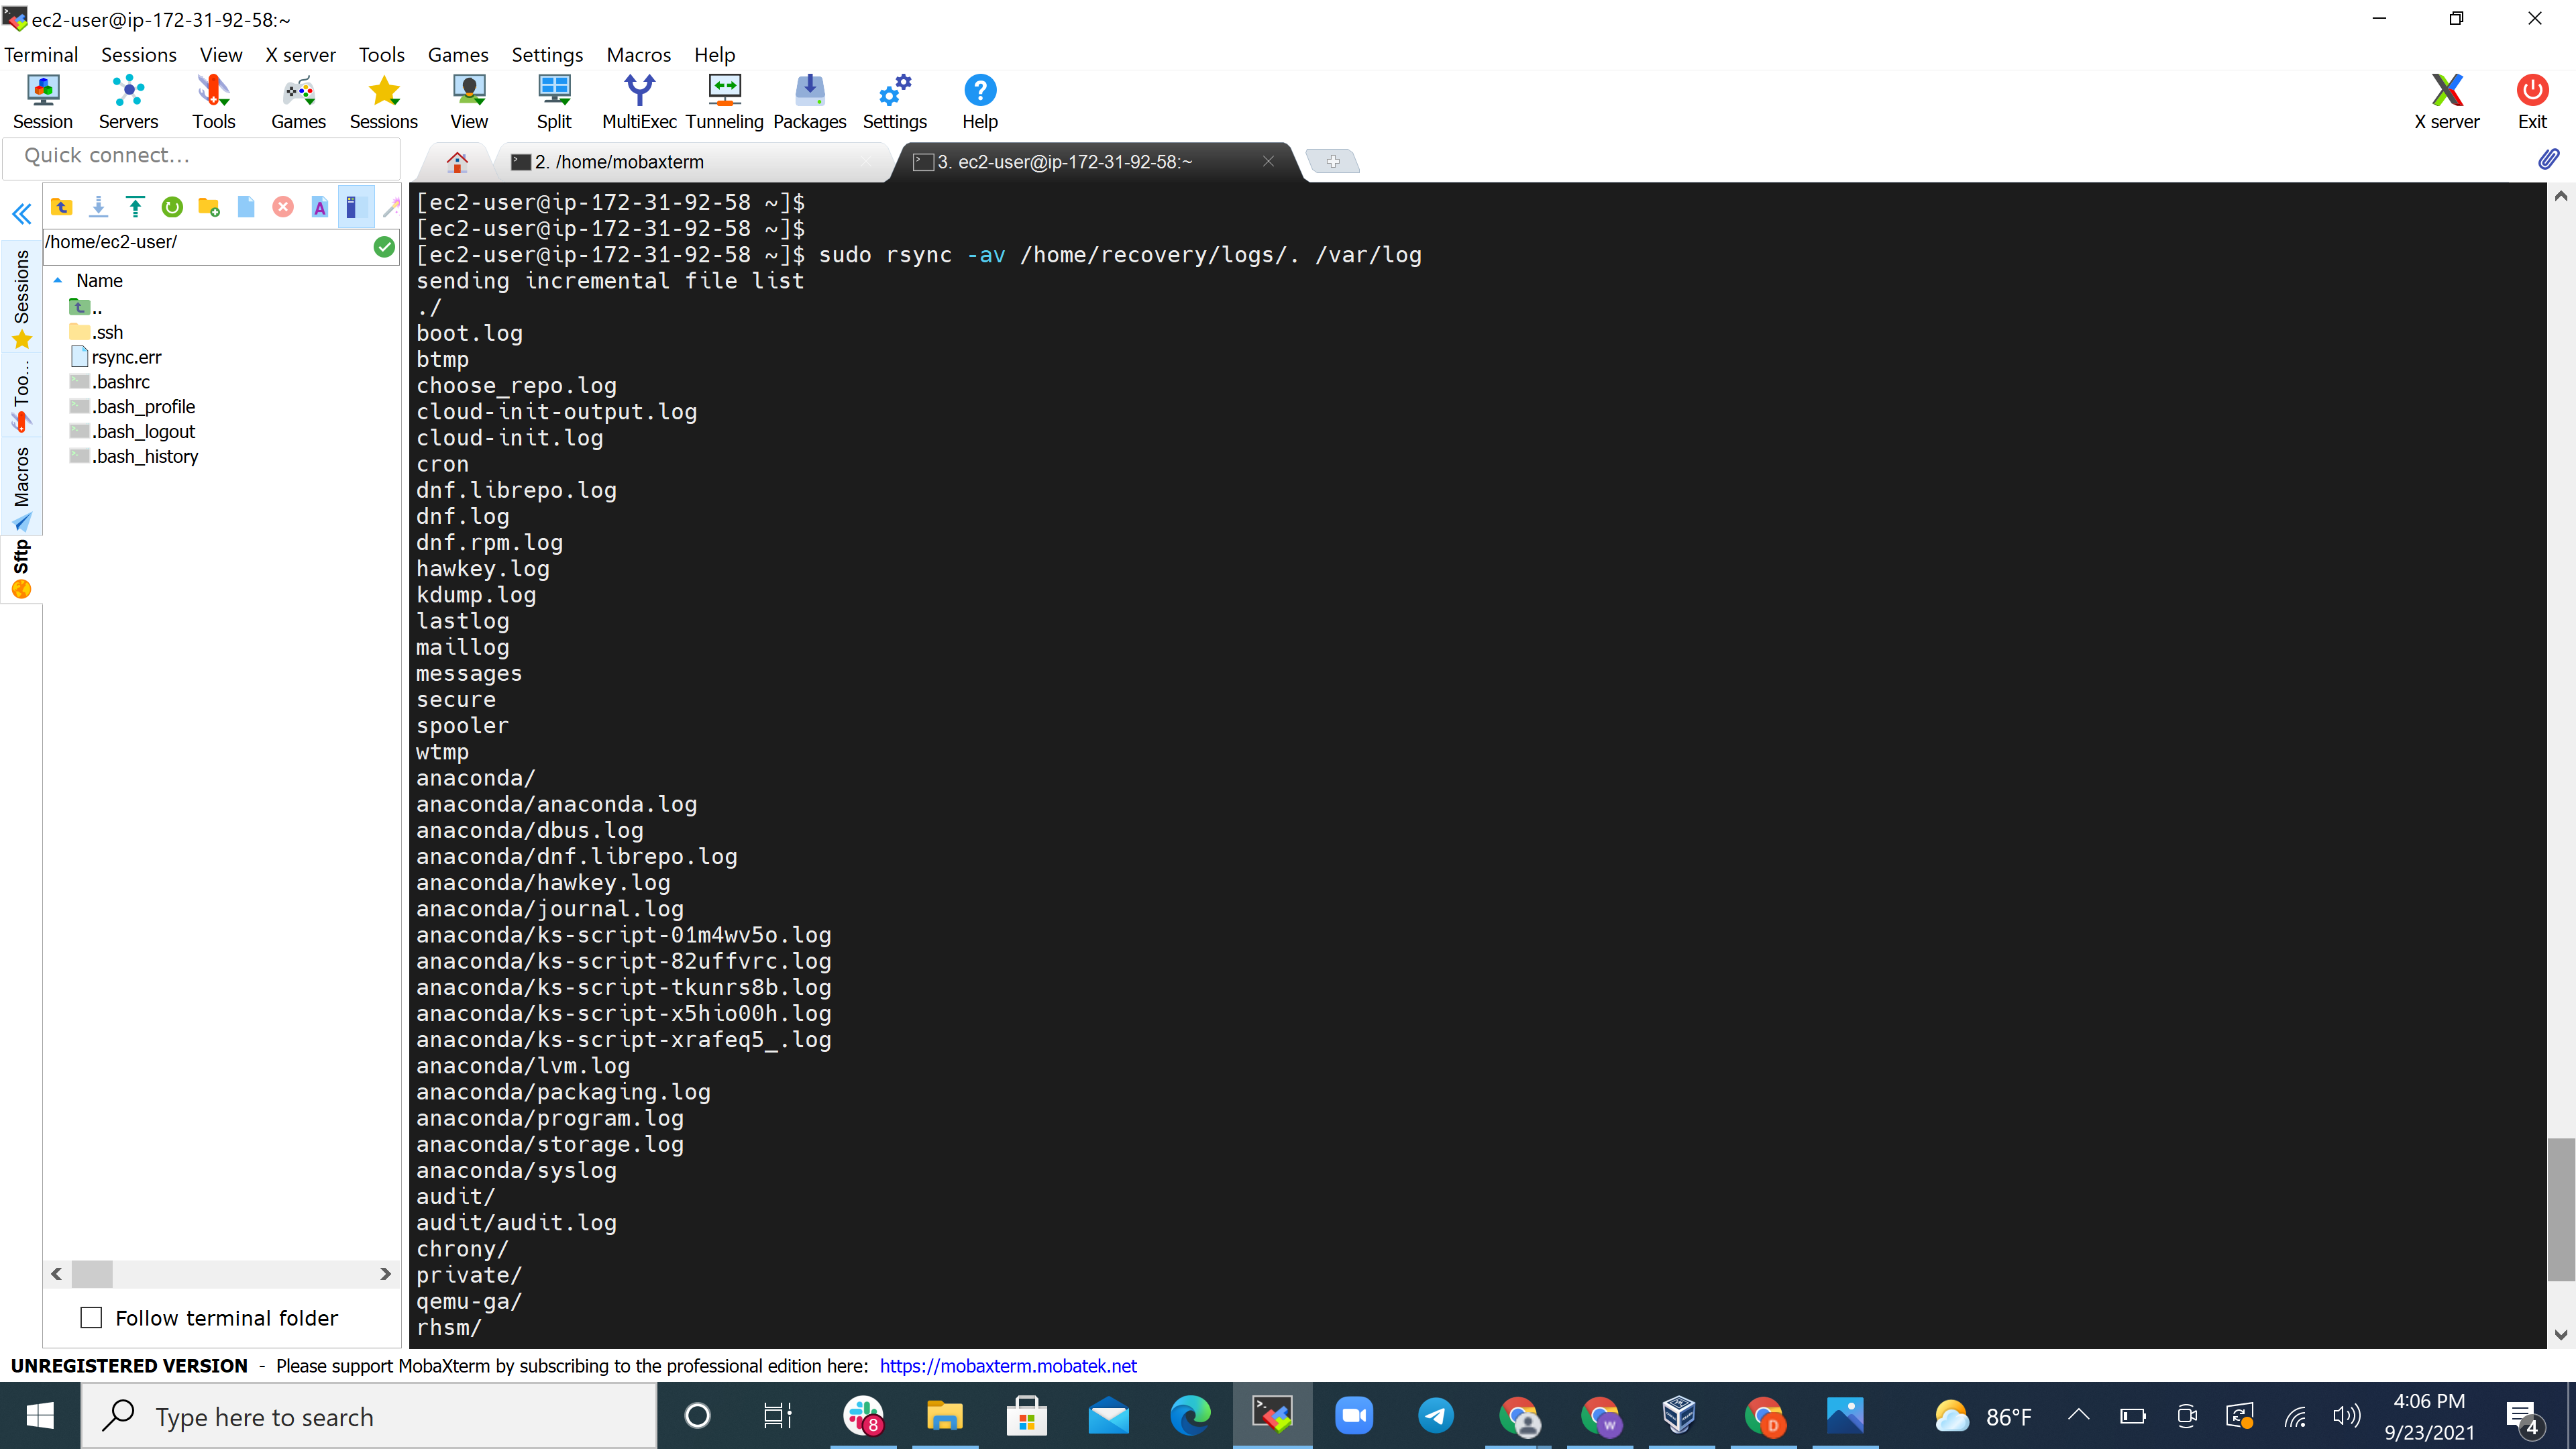 ec2-user@ip-172-31-92-58:~
Terminal Sessions View X server Tools Games Settings Macros Help
Session Servers Tools Games Sessions View Split MultiExec Tunneling Packages Settings Help X server Exit
Quick connect...
2. /home/mobaxterm
3. ec2-user@ip-172-31-92-58:~
/home/ec2-user/
Name
..
.ssh
rsync.err
.bashrc
.bash_profile
.bash_logout
.bash_history
Sessions
Too...
Macros
Sftp
Follow terminal folder
[ec2-user@ip-172-31-92-58 ~]$
[ec2-user@ip-172-31-92-58 ~]$
[ec2-user@ip-172-31-92-58 ~]$ sudo rsync -av /home/recovery/logs/. /var/log
sending incremental file list
./
boot.log
btmp
choose_repo.log
cloud-init-output.log
cloud-init.log
cron
dnf.librepo.log
dnf.log
dnf.rpm.log
hawkey.log
kdump.log
lastlog
maillog
messages
secure
spooler
wtmp
anaconda/
anaconda/anaconda.log
anaconda/dbus.log
anaconda/dnf.librepo.log
anaconda/hawkey.log
anaconda/journal.log
anaconda/ks-script-01m4wv5o.log
anaconda/ks-script-82uffvrc.log
anaconda/ks-script-tkunrs8b.log
anaconda/ks-script-x5hio00h.log
anaconda/ks-script-xrafeq5_.log
anaconda/lvm.log
anaconda/packaging.log
anaconda/program.log
anaconda/storage.log
anaconda/syslog
audit/
audit/audit.log
chrony/
private/
qemu-ga/
rhsm/
UNREGISTERED VERSION - Please support MobaXterm by subscribing to the professional edition here: https://mobaxterm.mobatek.net
Type here to search
8
W
D
86°F
4:06 PM
9/23/2021
4